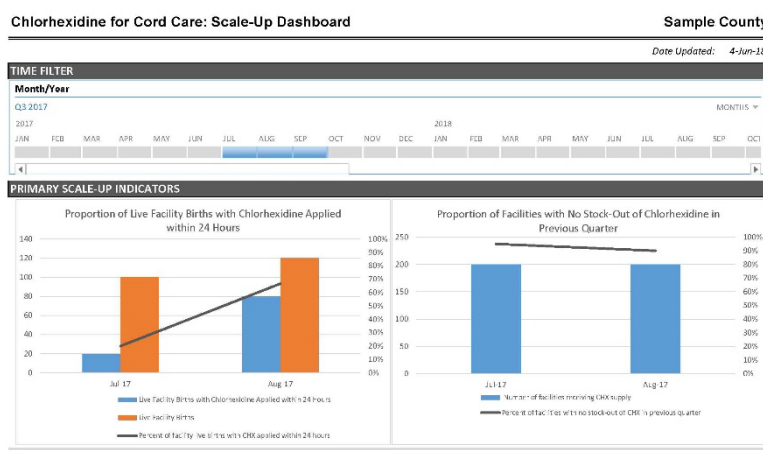 Chlorhexidine for Cord Care: Scale-Up Dashboard
Sample County
Date Updated: 4-Jun-18
TIME FILTER
Month/Year
Q3 2017
MONTHS
2017 2018
JAN FEB MAR APR MAY JUN JUL AUG SEP OCT NOV DEC JAN FEB MAR APR MAY JUN JUL AUG SEP OCT
PRIMARY SCALE-UP INDICATORS
Proportion of Live Facility Births with Chlorhexidine Applied
within 24 Hours
140 100%
120 90%
100 80%
80 70%
60 60%
40 50%
20 40%
0 30%
20%
10%
0%
Jul-17 Aug-17
Live Facility Births with Chlorhexidine Applied within 24 Hours
Live Facility Births
Percent of facility live births with CHX applied within 24 hours
Proportion of Facilities with No Stock-Out of Chlorhexidine in
Previous Quarter
250 100%
200 90%
150 80%
100 70%
50 60%
0 50%
40%
30%
20%
10%
0%
Jul-17 Aug-17
Number of facilities receiving CHX supply
Percent of facilities with no stock-out of CHX in previous quarter